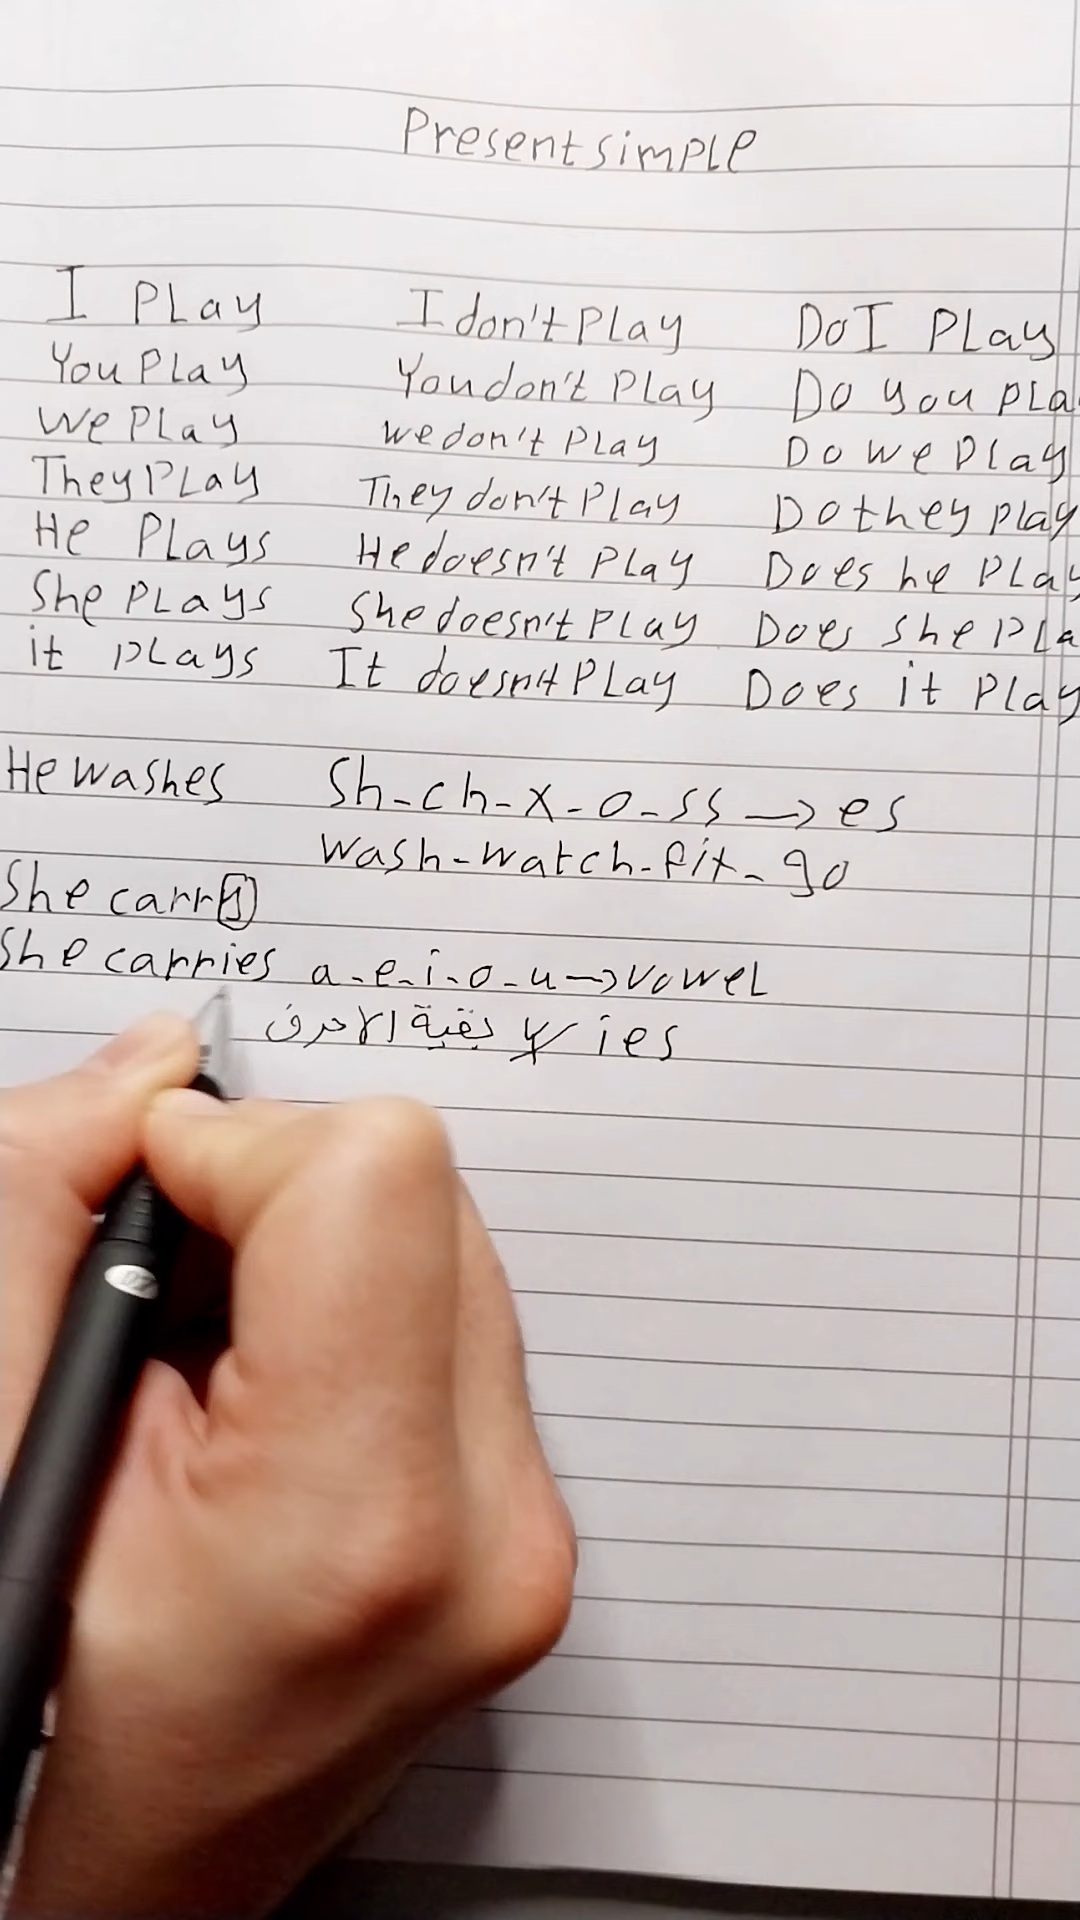 Present simple
I Play I don't Play Do I Play
You Play You don't Play Do you pla
we Play we don't Play Do we Play
They Play They don't Play Do they play
He Plays He doesn't Play Does he Play
She Plays She doesn't Play Does she Pla
it plays It doesn't Play Does it Play
He washes Sh-ch-x-o-ss → es
wash-watch-fix-go
She carry
She carries a-e-i-o-u → vowel
بقية الاحرف y ies